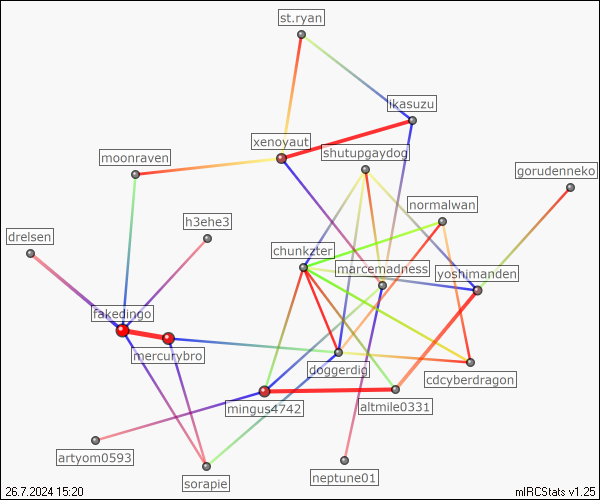 st.ryan
ikasuzu
xenoyaut
shutupgaydog
moonraven
gorudenneko
normalwan
h3ehe3
drelsen
chunkzter
marcemadness
yoshimanden
fakedingo
mercurybro
doggerdig
cdcyberdragon
mingus4742
altmile0331
artyom0593
neptune01
sorapie
26.7.2024 15:20
mIRCStats v1.25